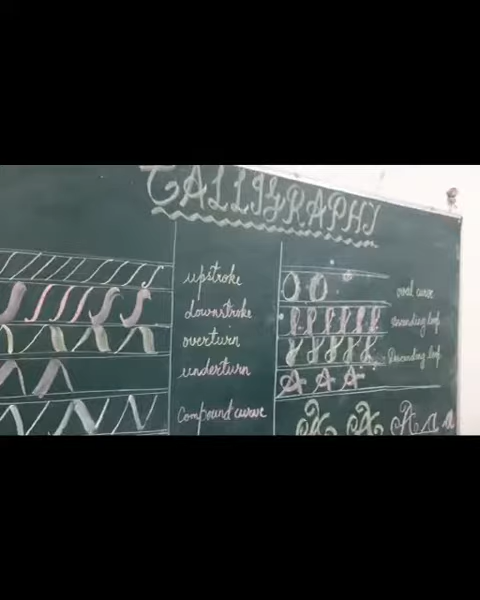 CALLIGRAPHY
upstroke
downstroke
overturn
underturn
Compound curve
oval curve
Ascending loop
Descending loop
A A A
A A A a a